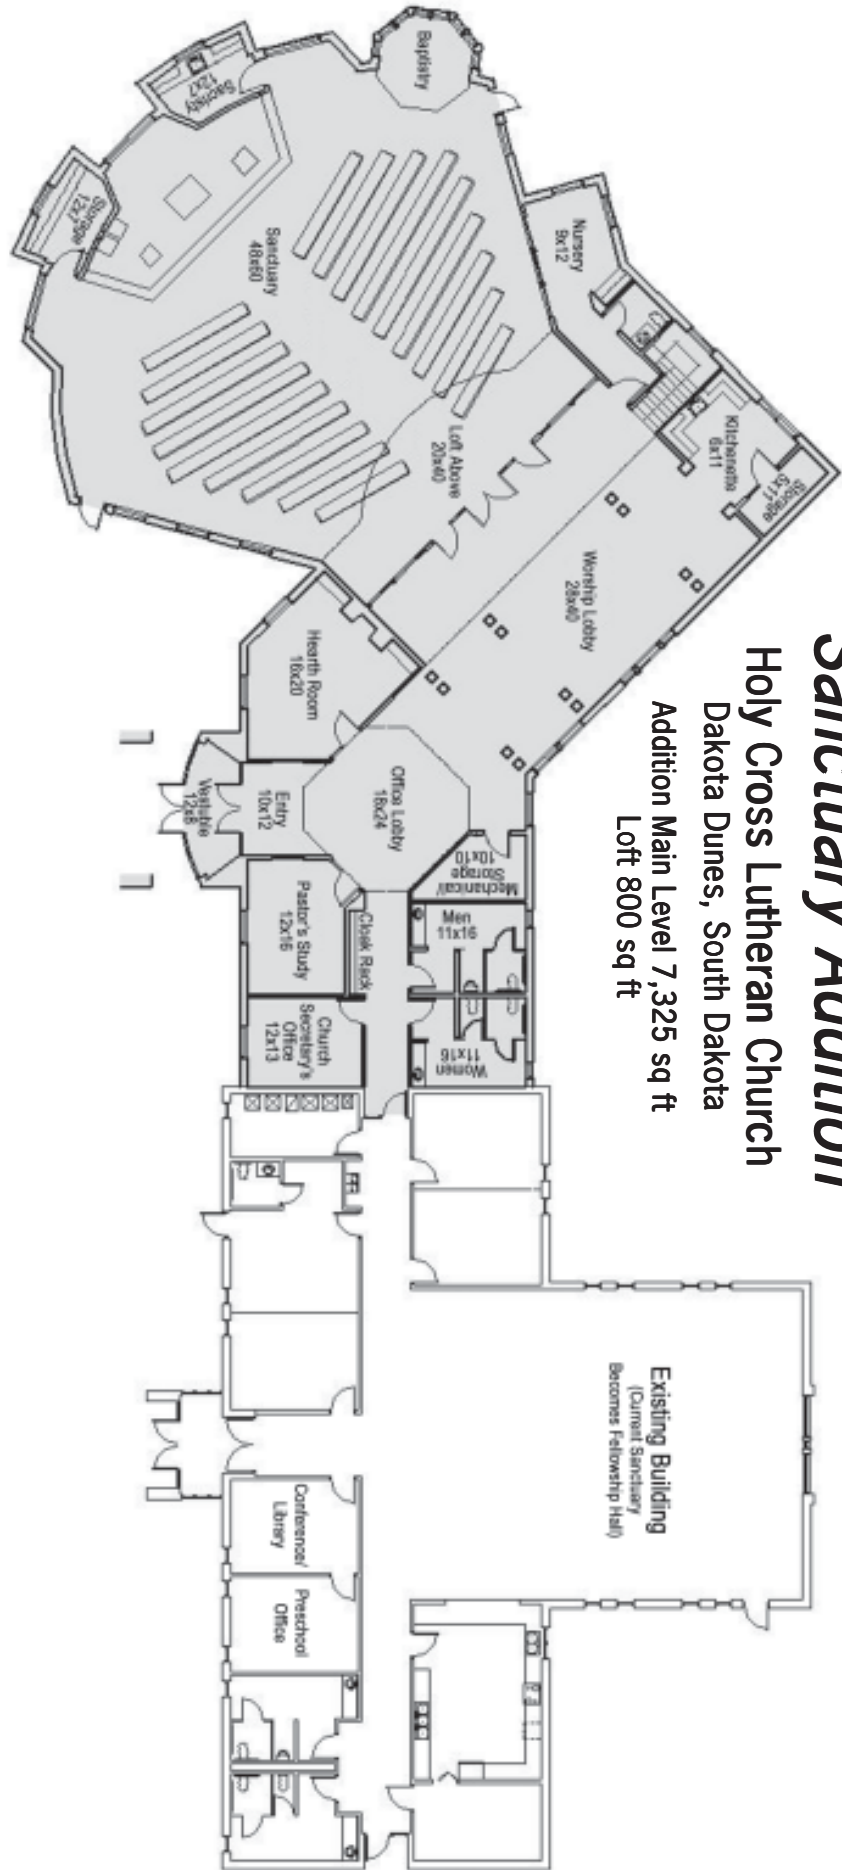 Sanctuary Addition
Holy Cross Lutheran Church
Dakota Dunes, South Dakota
Addition Main Level 7,325 sq ft
Loft 800 sq ft
Baptistry
Sacristy
12x7
Storage
12x7
Sanctuary
48x60
Nursery
9x12
Kitchenette
6x11
Storage
5x11
Loft Above
20x40
Worship Lobby
28x40
Hearth Room
16x20
Office Lobby
18x24
Entry
10x12
Vestibule
12x8
Mechanical/
Storage
10x10
Men
11x16
Women
11x16
Cloak Rack
Pastor's Study
12x16
Church
Secretary's
Office
12x13
Existing Building
(Current Sanctuary
Becomes Fellowship Hall)
Conference/
Library
Preschool
Office